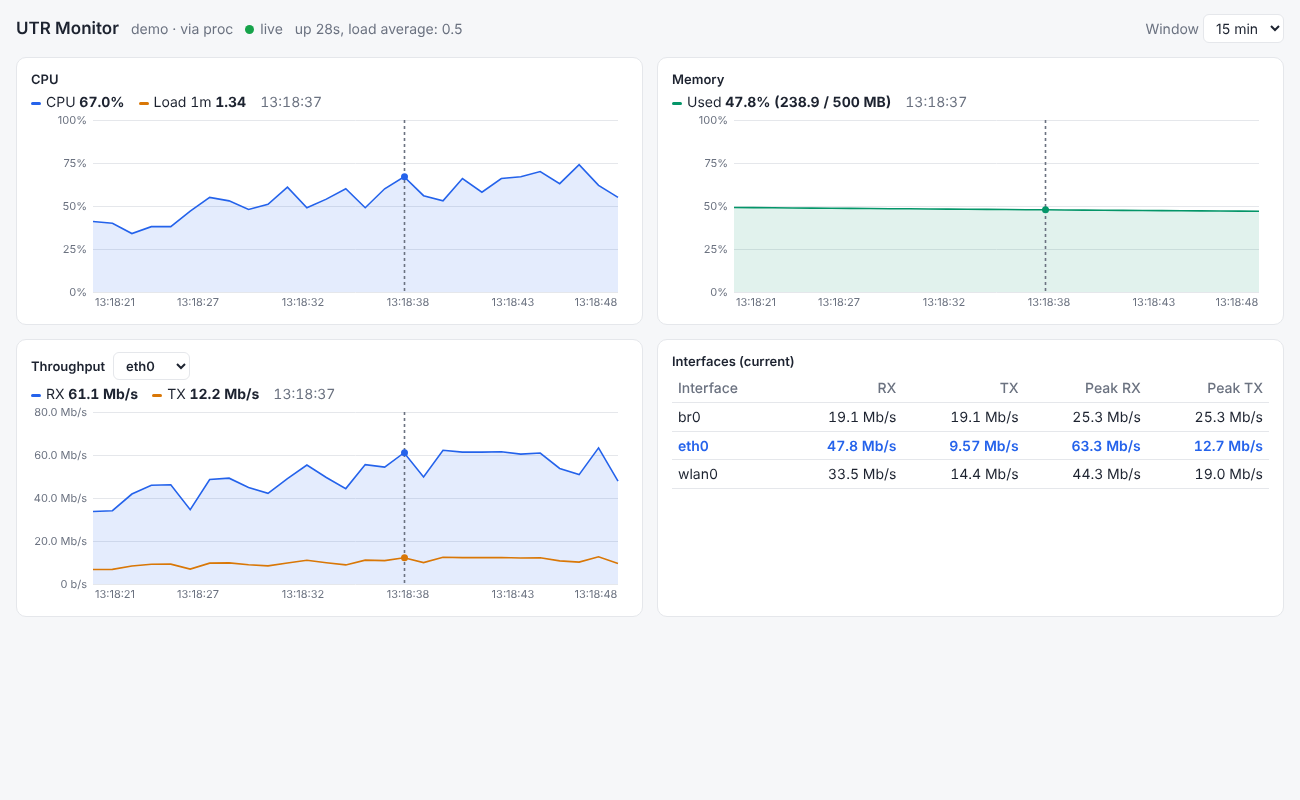 UTR Monitor demo · via proc live up 28s, load average: 0.5 Window 15 min
CPU
CPU 67.0% Load 1m 1.34 13:18:37
100%
75%
50%
25%
0%
13:18:21 13:18:27 13:18:32 13:18:38 13:18:43 13:18:48
Memory
Used 47.8% (238.9 / 500 MB) 13:18:37
100%
75%
50%
25%
0%
13:18:21 13:18:27 13:18:32 13:18:38 13:18:43 13:18:48
Throughput eth0
RX 61.1 Mb/s TX 12.2 Mb/s 13:18:37
80.0 Mb/s
60.0 Mb/s
40.0 Mb/s
20.0 Mb/s
0 b/s
13:18:21 13:18:27 13:18:32 13:18:38 13:18:43 13:18:48
Interfaces (current)
Interface RX TX Peak RX Peak TX
br0 19.1 Mb/s 19.1 Mb/s 25.3 Mb/s 25.3 Mb/s
eth0 47.8 Mb/s 9.57 Mb/s 63.3 Mb/s 12.7 Mb/s
wlan0 33.5 Mb/s 14.4 Mb/s 44.3 Mb/s 19.0 Mb/s